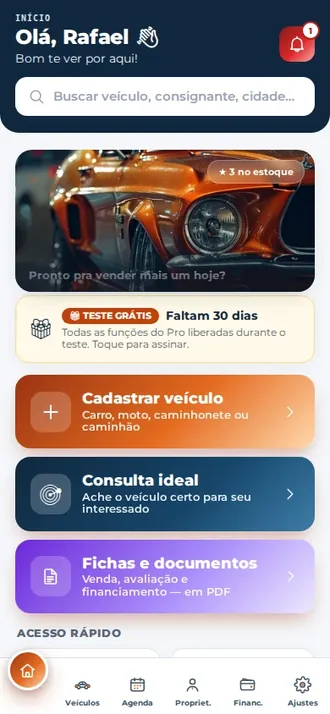 INÍCIO
Olá, Rafael
Bom te ver por aqui!
1
Buscar veículo, consignante, cidade...
★ 3 no estoque
Pronto pra vender mais um hoje?
TESTE GRÁTIS Faltam 30 dias
Todas as funções do Pro liberadas durante o
teste. Toque para assinar.
Cadastrar veículo
Carro, moto, caminhonete ou
caminhão
Consulta ideal
Ache o veículo certo para seu
interessado
Fichas e documentos
Venda, avaliação e
financiamento — em PDF
ACESSO RÁPIDO
Veículos Agenda Propriet. Financ. Ajustes